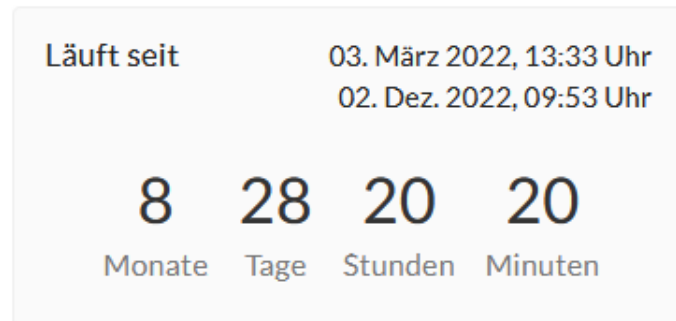 Läuft seit 03. März 2022, 13:33 Uhr
02. Dez. 2022, 09:53 Uhr
8 28 20 20
Monate Tage Stunden Minuten